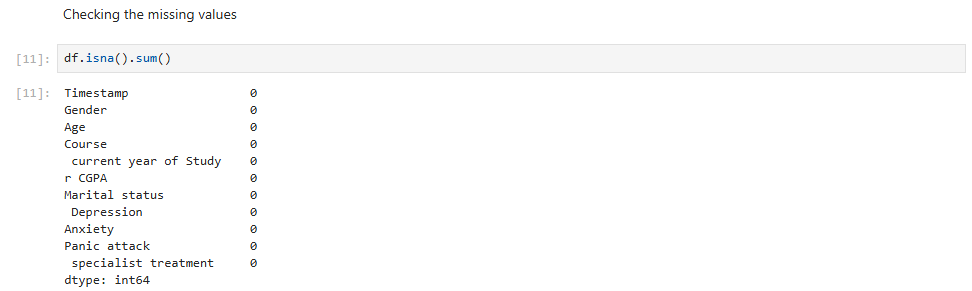 Checking the missing values
[11]: df.isna().sum()
[11]: Timestamp 0
Gender 0
Age 0
Course 0
 current year of Study 0
r CGPA 0
Marital status 0
 Depression 0
Anxiety 0
Panic attack 0
 specialist treatment 0
dtype: int64